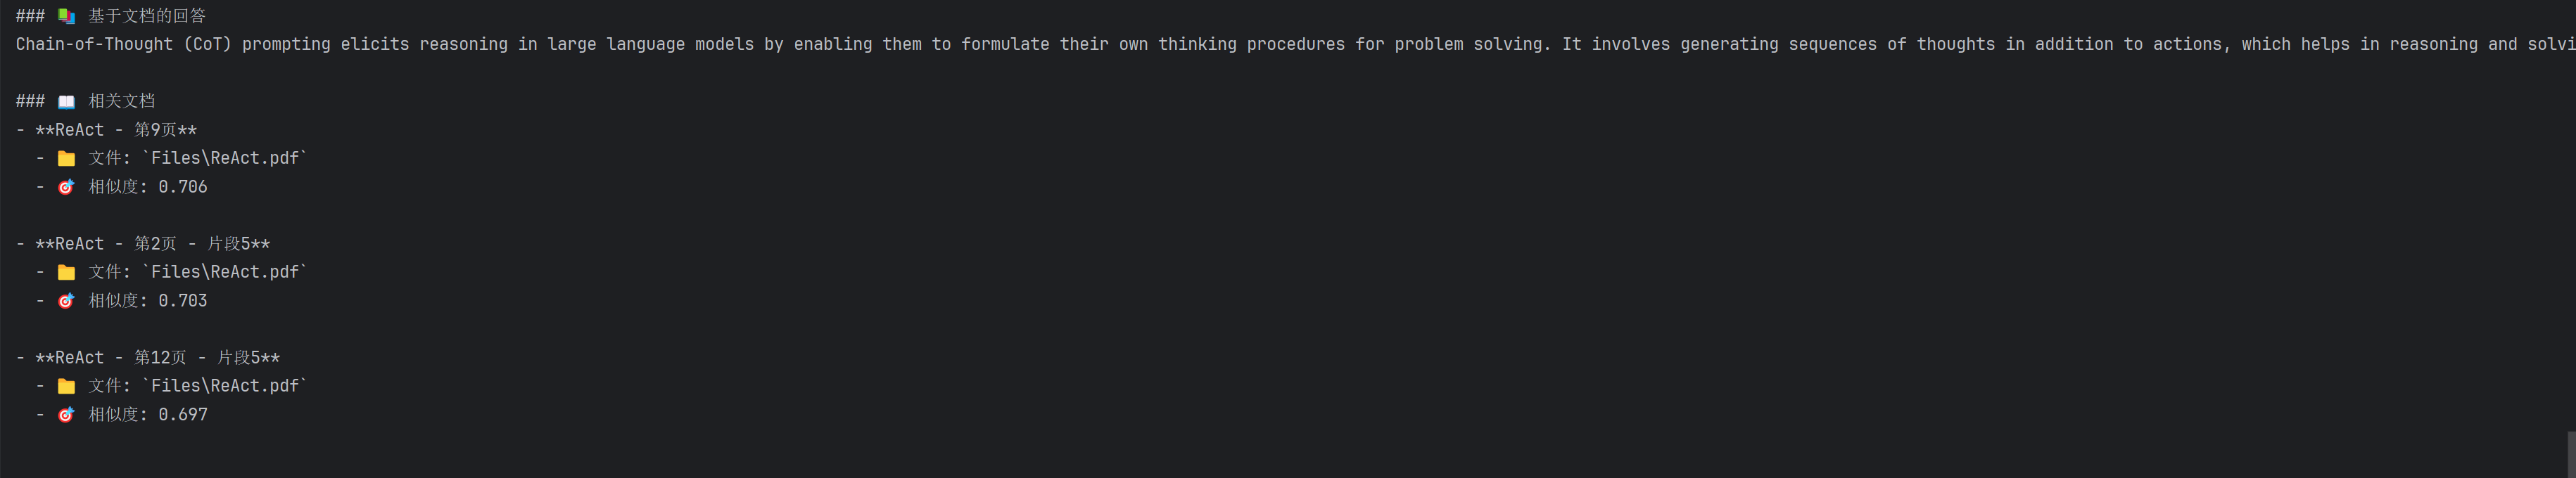 ### 📚 基于文档的回答
Chain-of-Thought (CoT) prompting elicits reasoning in large language models by enabling them to formulate their own thinking procedures for problem solving. It involves generating sequences of thoughts in addition to actions, which helps in reasoning and solvi
### 📖 相关文档
- **ReAct - 第9页**
- 📁 文件: `Files\ReAct.pdf`
- 🎯 相似度: 0.706
- **ReAct - 第2页 - 片段5**
- 📁 文件: `Files\ReAct.pdf`
- 🎯 相似度: 0.703
- **ReAct - 第12页 - 片段5**
- 📁 文件: `Files\ReAct.pdf`
- 🎯 相似度: 0.697